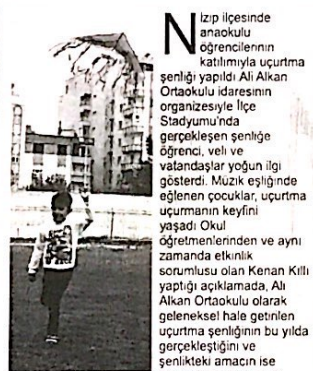 Nizip ilçesinde
anaokulu
öğrencilerinin
katılımıyla uçurtma
şenliği yapıldı Ali Alkan
Ortaokulu idaresinin
organizesiyle İlçe
Stadyumu'nda
gerçekleşen şenliğe
öğrenci, veli ve
vatandaşlar yoğun ilgi
gösterdi. Müzik eşliğinde
eğlenen çocuklar, uçurtma
uçurmanın keyfini
yaşadı Okul
öğretmenlerinden ve aynı
zamanda etkinlik
sorumlusu olan Kenan Kıllı
yaptığı açıklamada, Ali
Alkan Ortaokulu olarak
geleneksel hale getirilen
uçurtma şenliğinin bu yılda
gerçekleştiğini ve
şenlikteki amacın ise